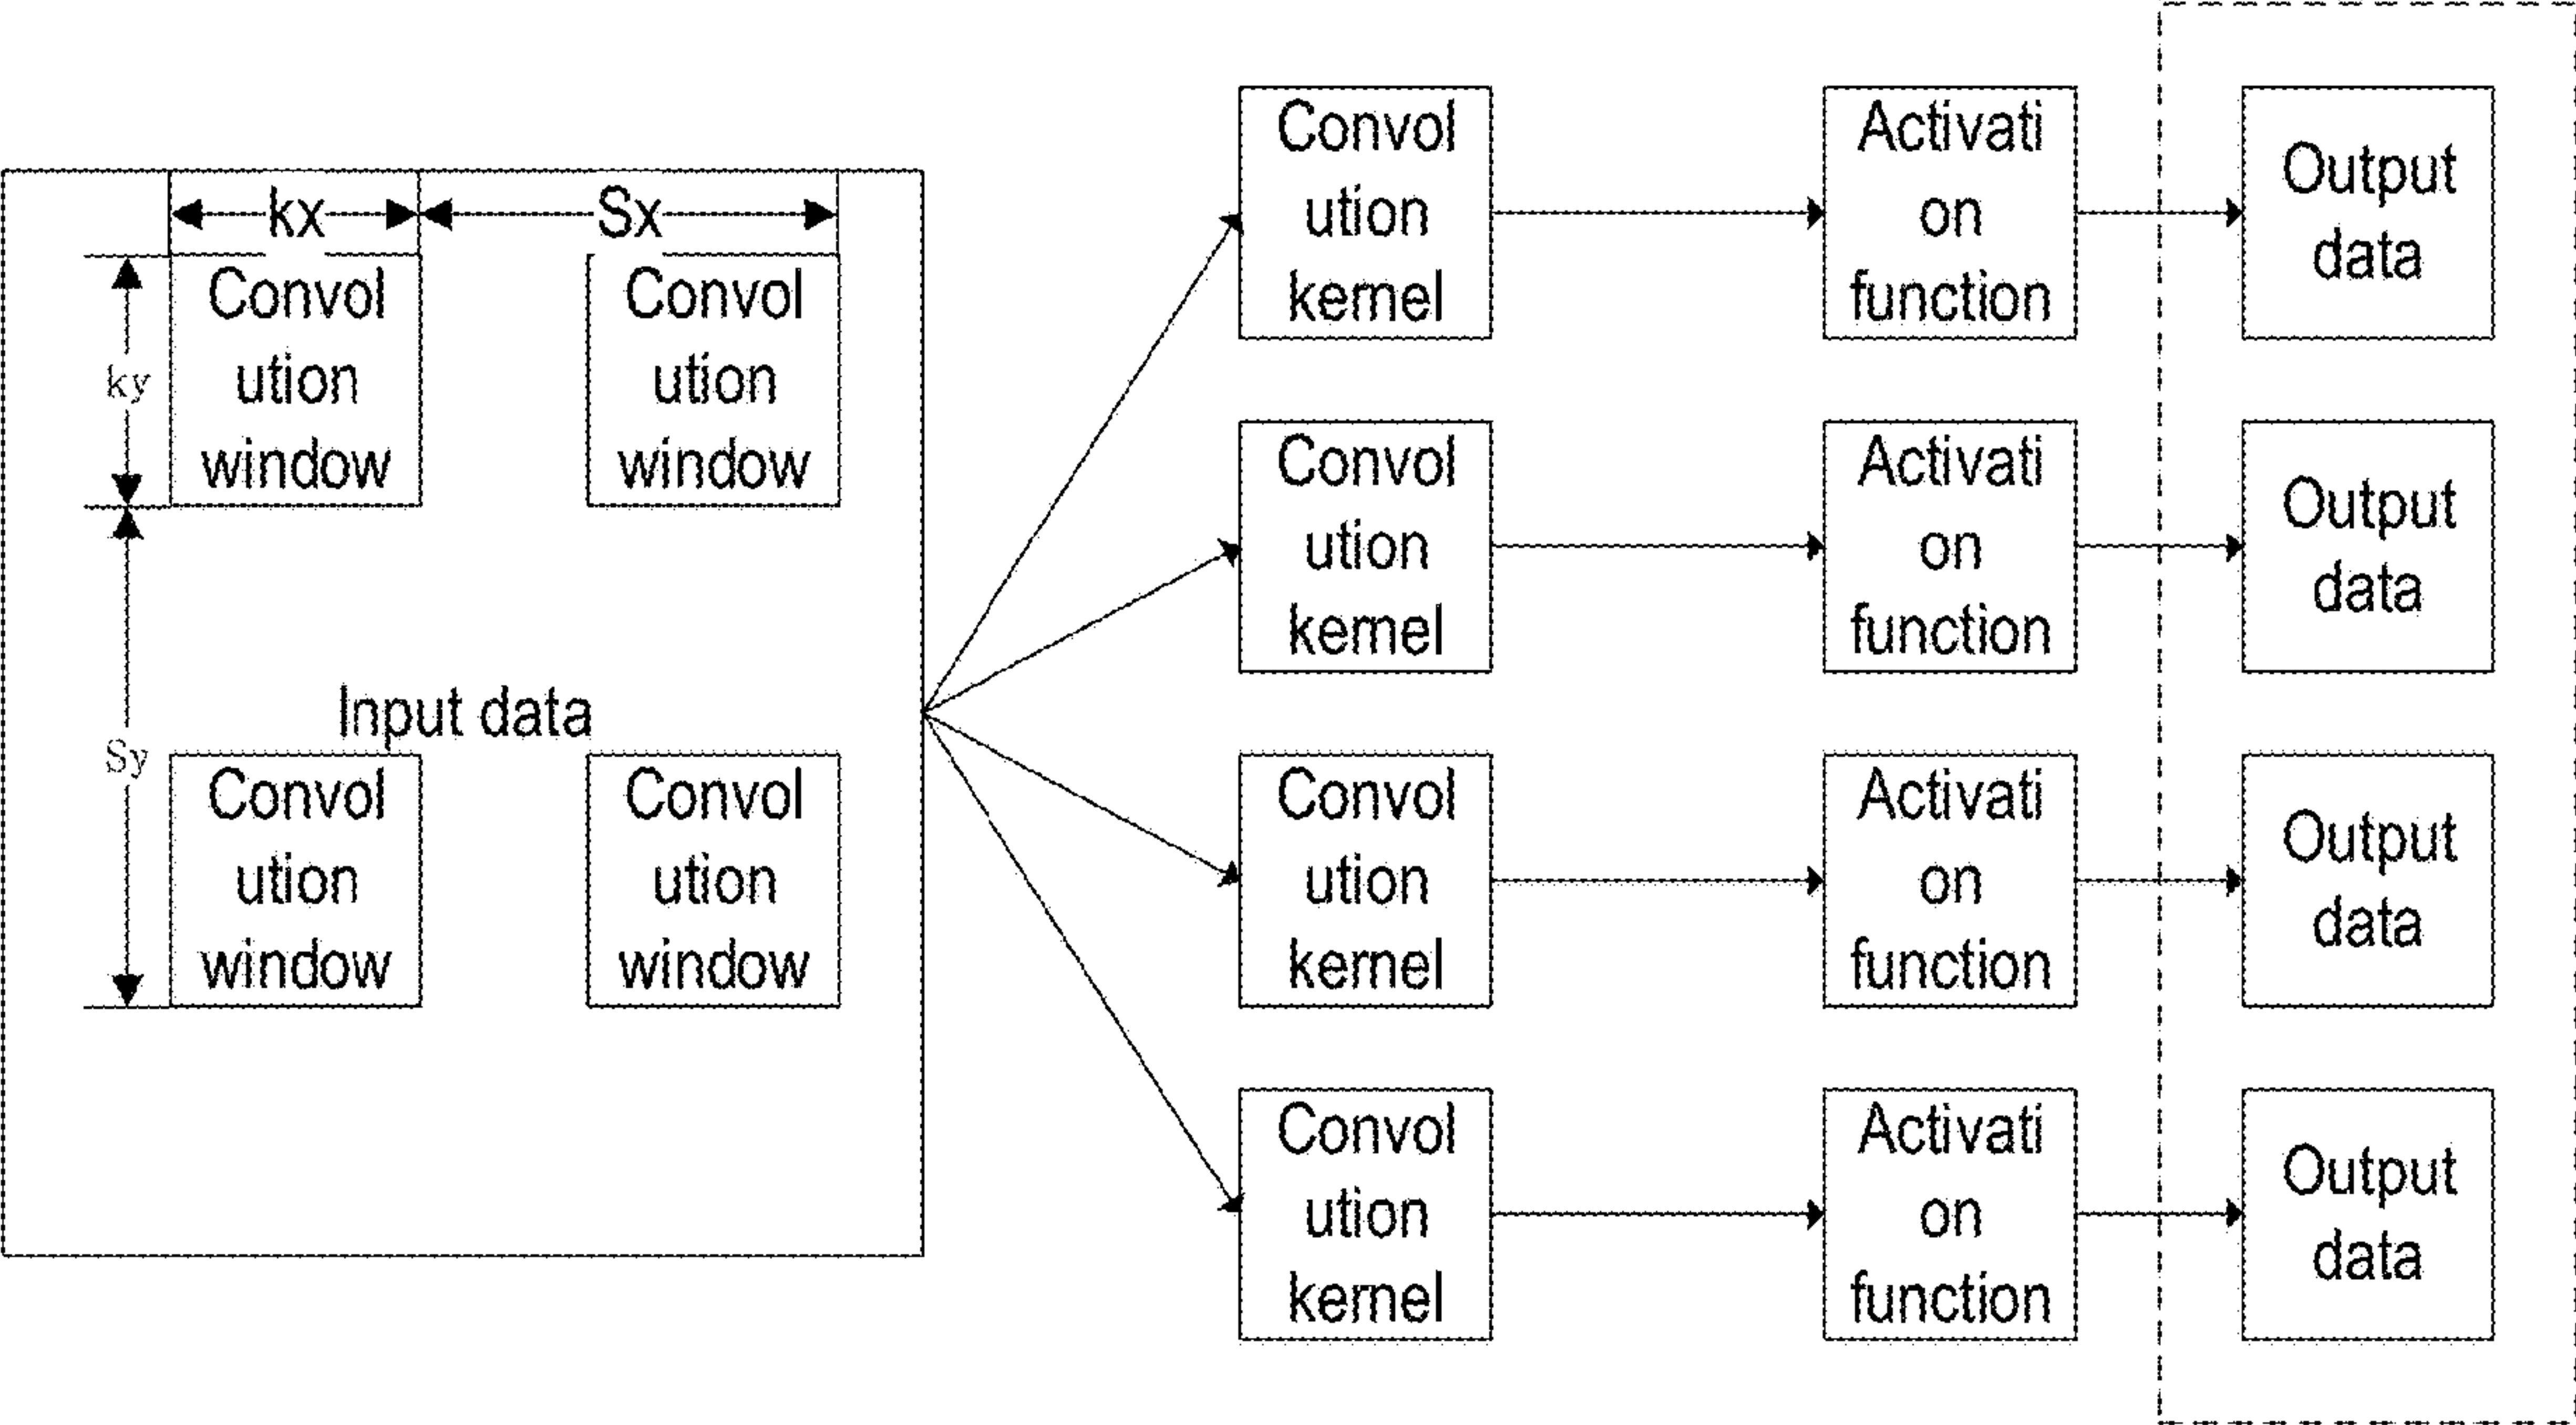 kx
Sx
ky
Convol
ution
window
Convol
ution
window
Input data
Sy
Convol
ution
window
Convol
ution
window
Convol
ution
kernel
Activati
on
function
Output
data
Convol
ution
kernel
Activati
on
function
Output
data
Convol
ution
kernel
Activati
on
function
Output
data
Convol
ution
kernel
Activati
on
function
Output
data